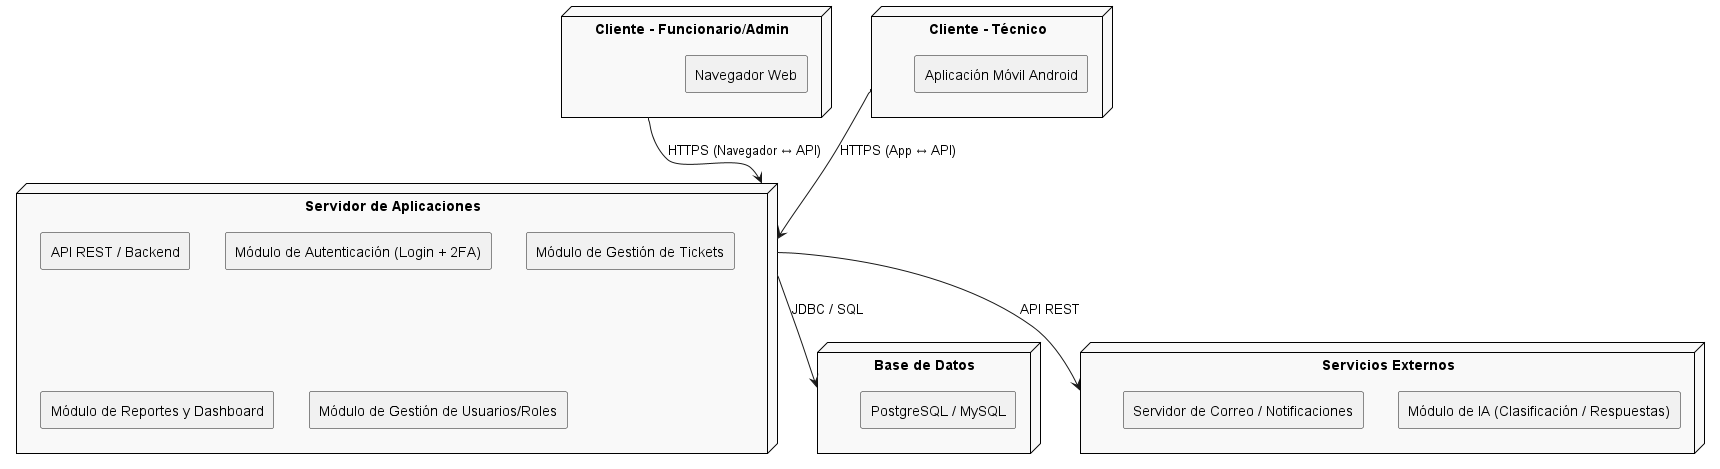 Cliente - Funcionario/Admin
Navegador Web
Cliente - Técnico
Aplicación Móvil Android
HTTPS (Navegador ↔ API)
HTTPS (App ↔ API)
Servidor de Aplicaciones
API REST / Backend
Módulo de Autenticación (Login + 2FA)
Módulo de Gestión de Tickets
Módulo de Reportes y Dashboard
Módulo de Gestión de Usuarios/Roles
JDBC / SQL
API REST
Base de Datos
PostgreSQL / MySQL
Servicios Externos
Servidor de Correo / Notificaciones
Módulo de IA (Clasificación / Respuestas)